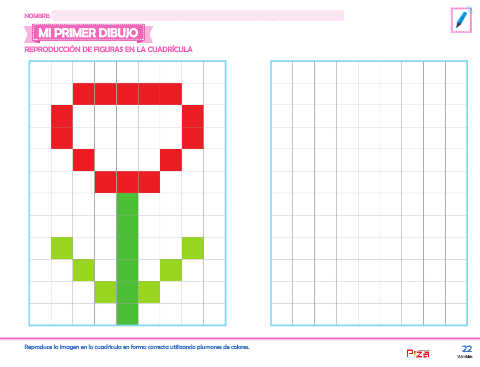 NOMBRE:
MI PRIMER DIBUJO
REPRODUCCIÓN DE FIGURAS EN LA CUADRÍCULA
Reproduce la imagen en la cuadrícula en forma correcta utilizando plumones de colores.
22